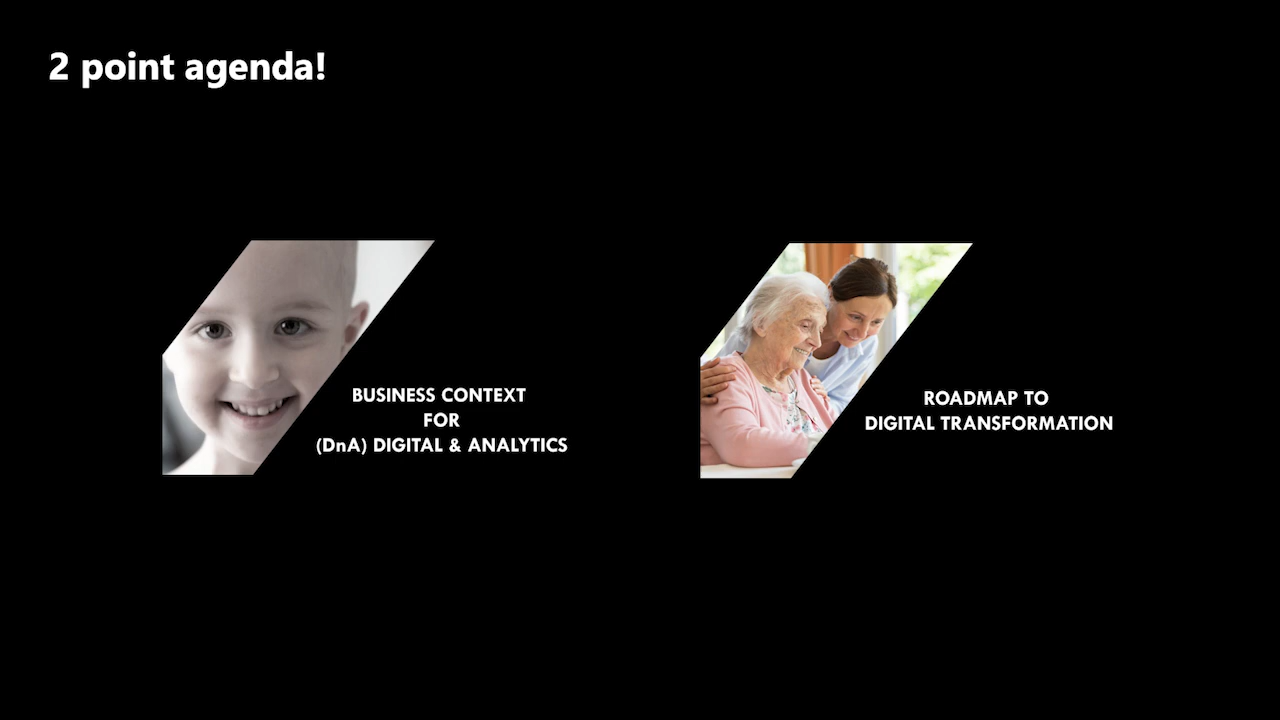 2 point agenda!
BUSINESS CONTEXT
FOR
(DnA) DIGITAL & ANALYTICS
ROADMAP TO
DIGITAL TRANSFORMATION